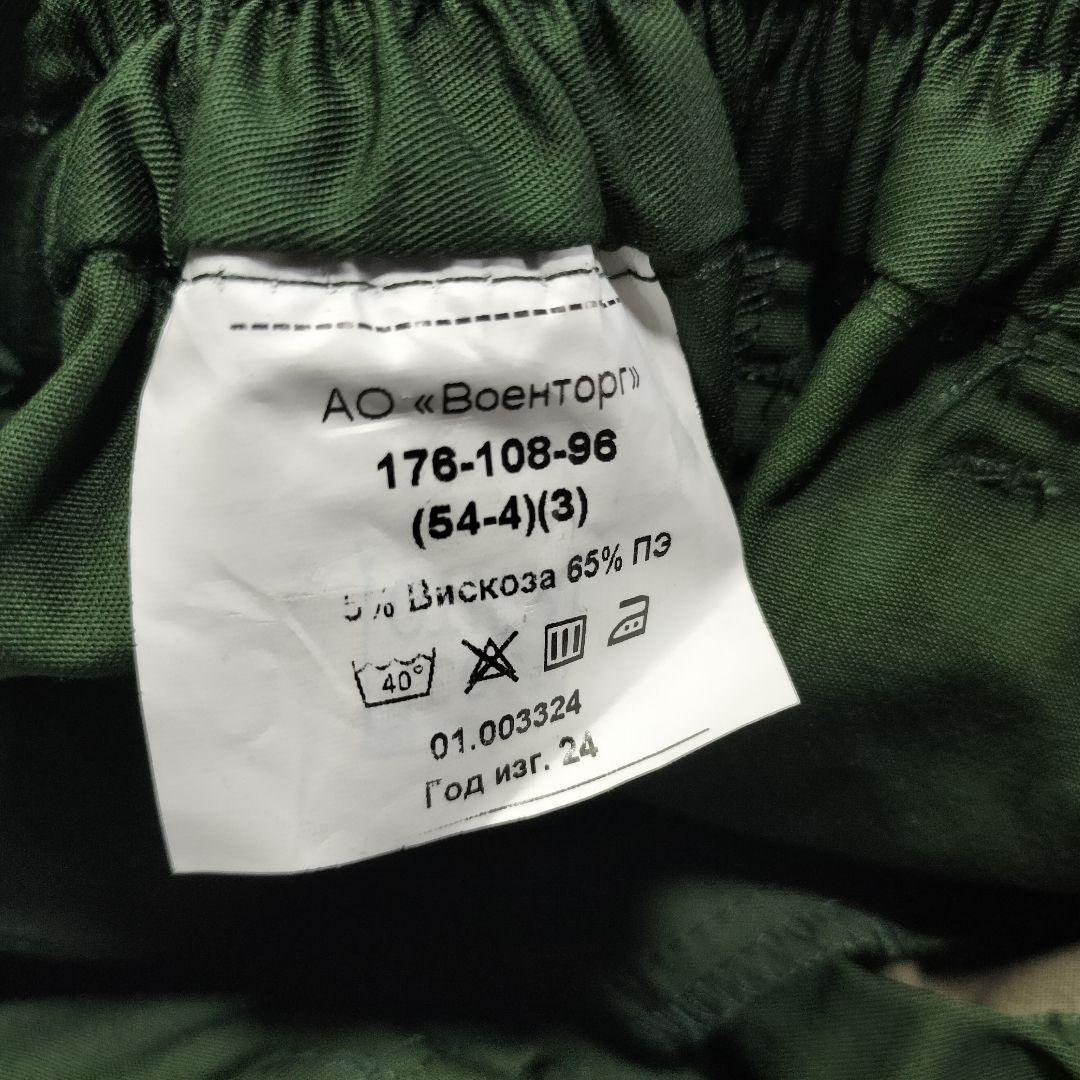 АО «Военторг»
176-108-96
(54-4)(3)
5% Вискоза 65% ПЭ
40°
01.003324
Год изг. 24